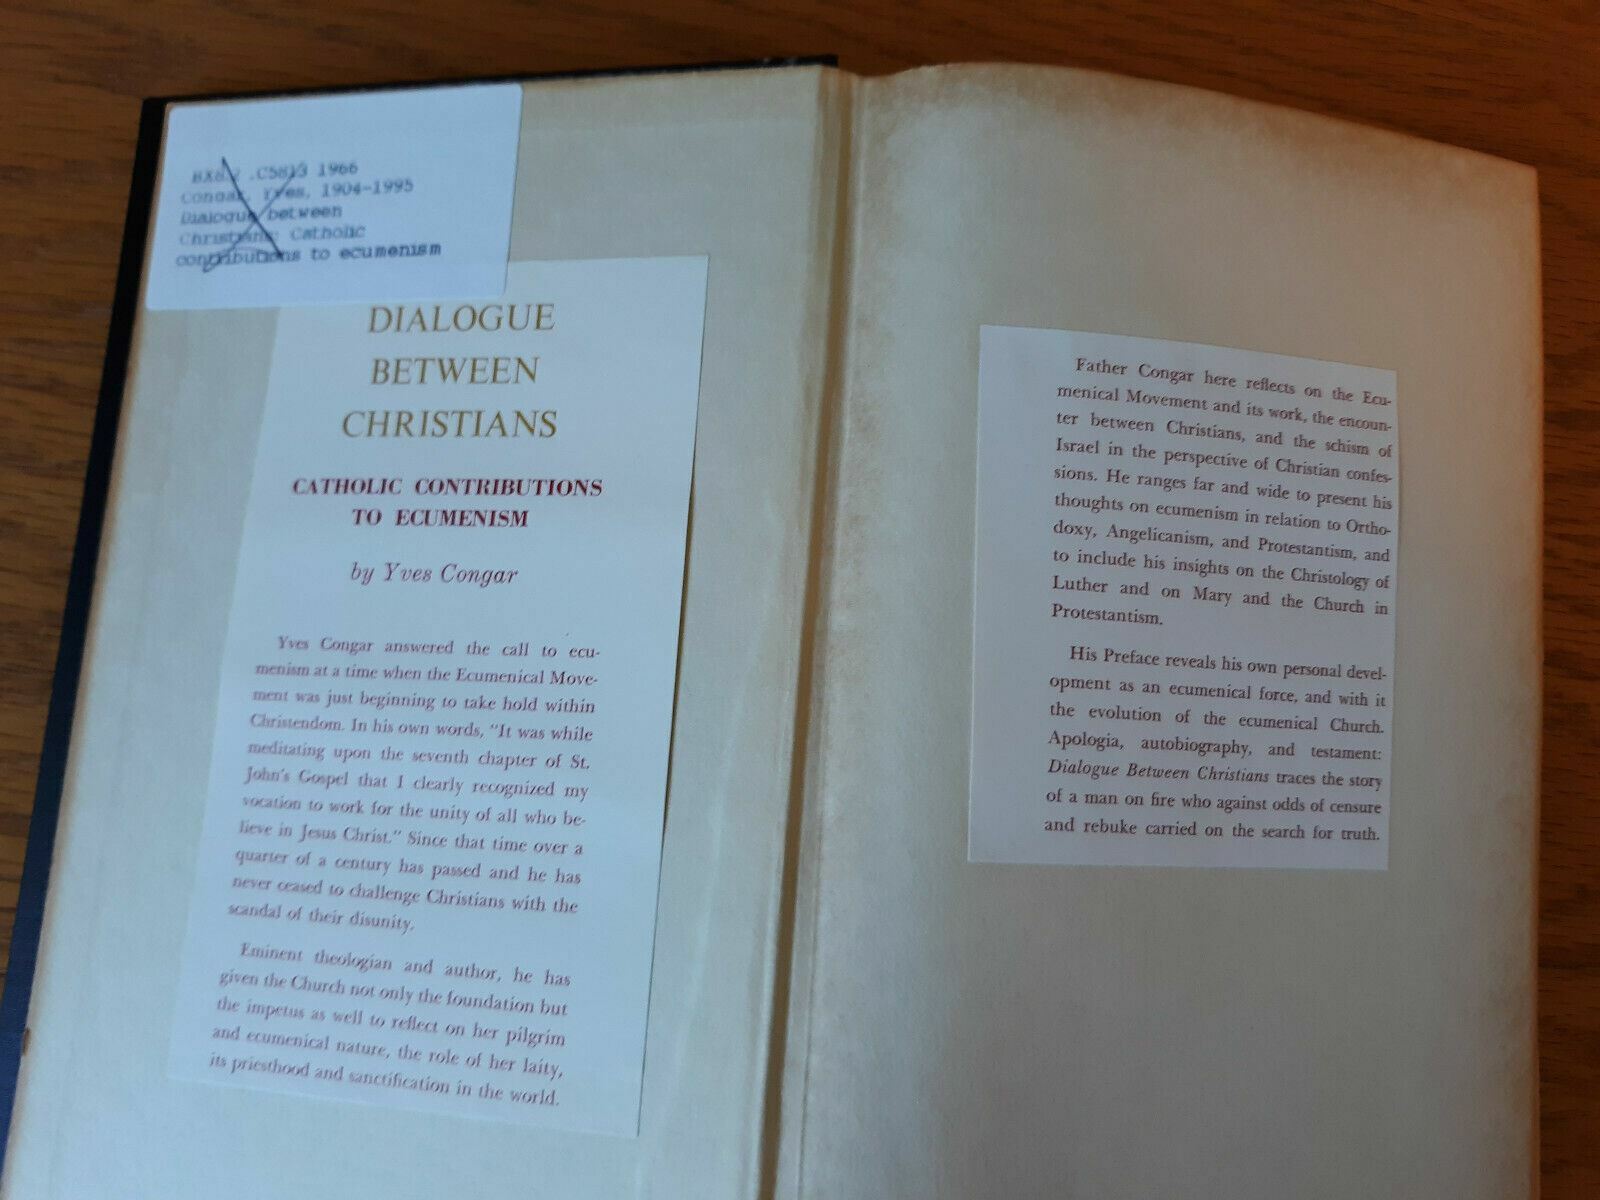 BX8.2 .C5813 1966
Congar, Yves, 1904-1995
Dialogue between
Christians: Catholic
contributions to ecumenism
DIALOGUE
BETWEEN
CHRISTIANS
CATHOLIC CONTRIBUTIONS
TO ECUMENISM
by Yves Congar
Yves Congar answered the call to ecu-
menism at a time when the Ecumenical Move-
ment was just beginning to take hold within
Christendom. In his own words, "It was while
meditating upon the seventh chapter of St.
John's Gospel that I clearly recognized my
vocation to work for the unity of all who be-
lieve in Jesus Christ." Since that time over a
quarter of a century has passed and he has
never ceased to challenge Christians with the
scandal of their disunity.
Eminent theologian and author, he has
given the Church not only the foundation but
the impetus as well to reflect on her pilgrim
and ecumenical nature, the role of her laity,
its priesthood and sanctification in the world.
Father Congar here reflects on the Ecu-
menical Movement and its work, the encoun-
ter between Christians, and the schism of
Israel in the perspective of Christian confes-
sions. He ranges far and wide to present his
thoughts on ecumenism in relation to Ortho-
doxy, Angelicanism, and Protestantism, and
to include his insights on the Christology of
Luther and on Mary and the Church in
Protestantism.
His Preface reveals his own personal devel-
opment as an ecumenical force, and with it
the evolution of the ecumenical Church.
Apologia, autobiography, and testament:
Dialogue Between Christians traces the story
of a man on fire who against odds of censure
and rebuke carried on the search for truth.